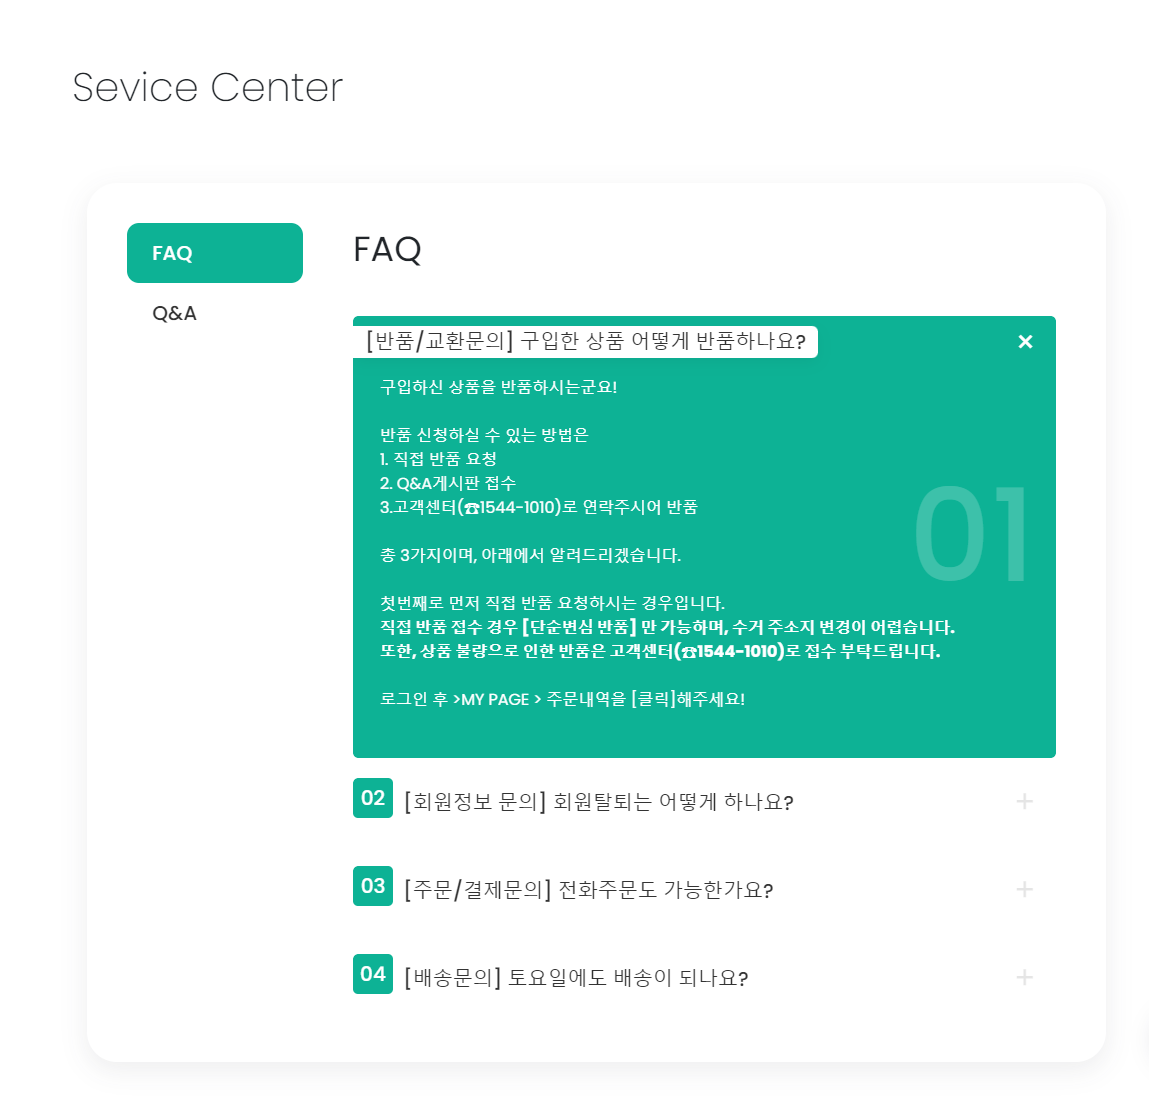 Sevice Center
FAQ
Q&A
FAQ
[반품/교환문의] 구입한 상품 어떻게 반품하나요?
구입하신 상품을 반품하시는군요!
반품 신청하실 수 있는 방법은
1. 직접 반품 요청
2. Q&A게시판 접수
3.고객센터(☎1544-1010)로 연락주시어 반품
총 3가지이며, 아래에서 알려드리겠습니다.
첫번째로 먼저 직접 반품 요청하시는 경우입니다.
직접 반품 접수 경우 [단순변심 반품] 만 가능하며, 수거 주소지 변경이 어렵습니다.
또한, 상품 불량으로 인한 반품은 고객센터(☎1544-1010)로 접수 부탁드립니다.
로그인 후 >MY PAGE > 주문내역을 [클릭]해주세요!
01
02 [회원정보 문의] 회원탈퇴는 어떻게 하나요?
03 [주문/결제문의] 전화주문도 가능한가요?
04 [배송문의] 토요일에도 배송이 되나요?